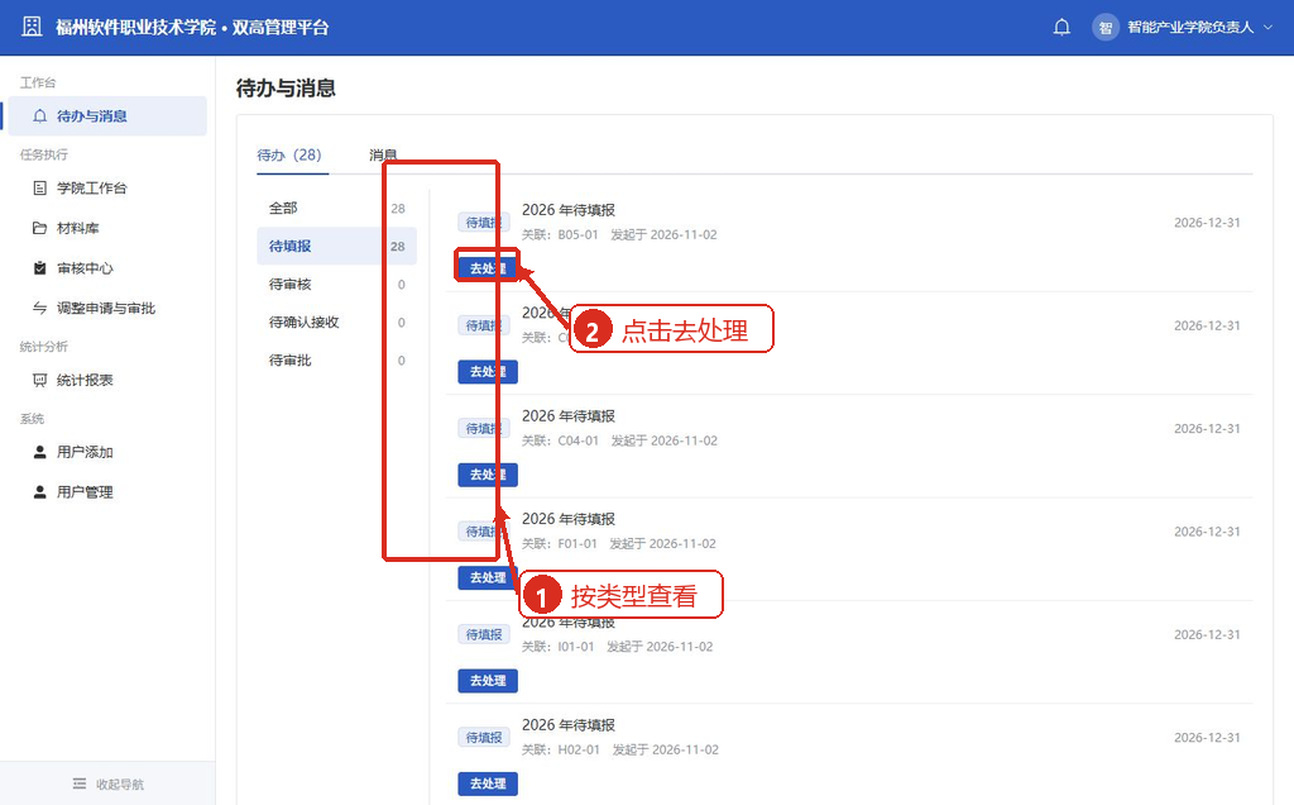 福州软件职业技术学院 • 双高管理平台
智 智能产业学院负责人
工作台
待办与消息
任务执行
学院工作台
材料库
审核中心
调整申请与审批
统计分析
统计报表
系统
用户添加
用户管理
收起导航
待办与消息
待办（28） 消息
全部 28
待填报 28
待审核 0
待确认接收 0
待审批 0
待填报 2026 年待填报 2026-12-31
关联：B05-01 发起于 2026-11-02
去处理
2 点击去处理
待填报 2026 年 2026-12-31
关联：
去处理
待填报 2026 年待填报 2026-12-31
关联：C04-01 发起于 2026-11-02
去处理
待填报 2026 年待填报 2026-12-31
关联：F01-01 发起于 2026-11-02
去处理
1 按类型查看
待填报 2026 年待填报 2026-12-31
关联：I01-01 发起于 2026-11-02
去处理
待填报 2026 年待填报 2026-12-31
关联：H02-01 发起于 2026-11-02
去处理